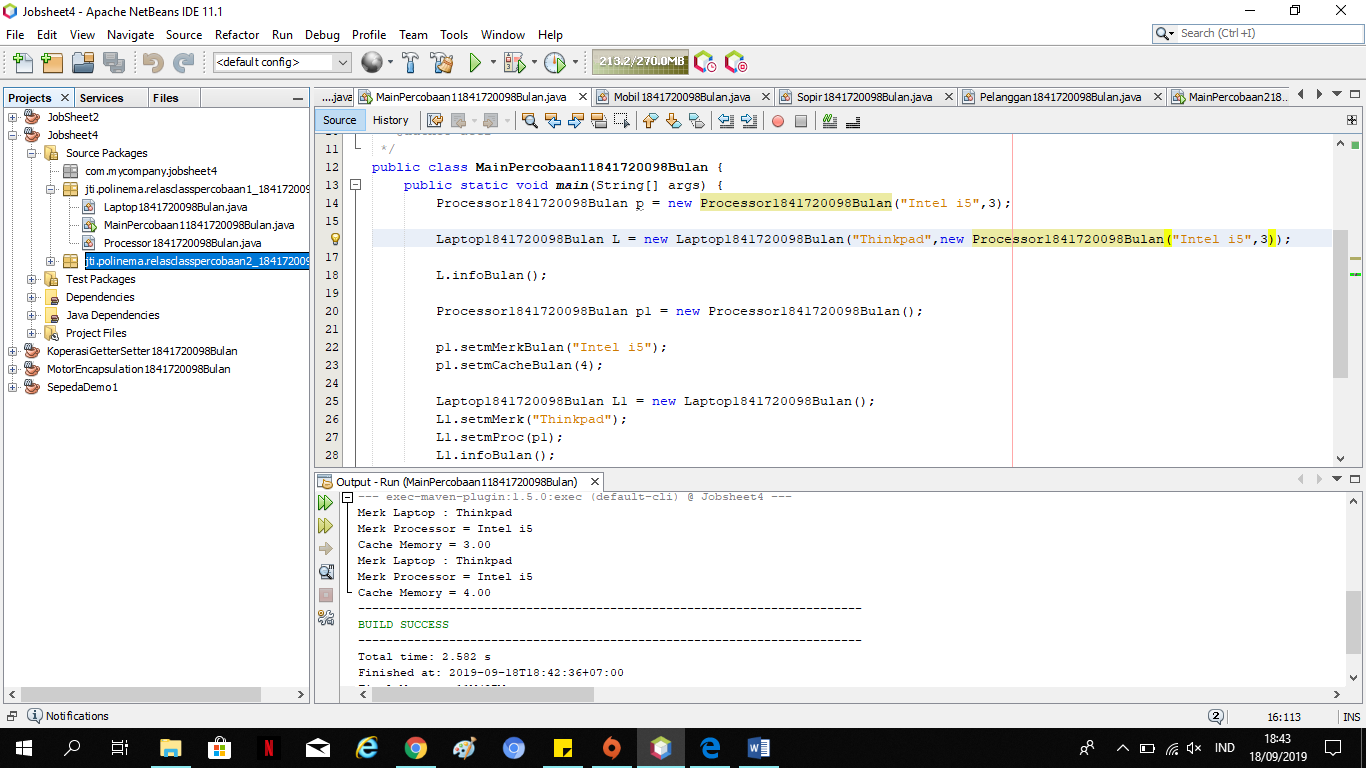 Jobsheet4 - Apache NetBeans IDE 11.1
File Edit View Navigate Source Refactor Run Debug Profile Team Tools Window Help
Search (Ctrl+I)
<default config>
213.2/270.0MB
Projects Services Files
JobSheet2
Jobsheet4
Source Packages
com.mycompany.jobsheet4
jti.polinema.relasclasspercobaan1_184172009
Laptop1841720098Bulan.java
MainPercobaan11841720098Bulan.java
Processor1841720098Bulan.java
jti.polinema.relasclasspercobaan2_184172009
Test Packages
Dependencies
Java Dependencies
Project Files
KoperasiGetterSetter1841720098Bulan
MotorEncapsulation1841720098Bulan
SepedaDemo1
....java MainPercobaan11841720098Bulan.java Mobil1841720098Bulan.java Sopir1841720098Bulan.java Pelanggan1841720098Bulan.java MainPercobaan218...
Source History
11 */
12 public class MainPercobaan11841720098Bulan {
13 public static void main(String[] args) {
14 Processor1841720098Bulan p = new Processor1841720098Bulan("Intel i5",3);
15
Laptop1841720098Bulan L = new Laptop1841720098Bulan("Thinkpad",new Processor1841720098Bulan("Intel i5",3));
17
18 L.infoBulan();
19
20 Processor1841720098Bulan p1 = new Processor1841720098Bulan();
21
22 p1.setmMerkBulan("Intel i5");
23 p1.setmCacheBulan(4);
24
25 Laptop1841720098Bulan L1 = new Laptop1841720098Bulan();
26 L1.setmMerk("Thinkpad");
27 L1.setmProc(p1);
28 L1.infoBulan();
Output - Run (MainPercobaan11841720098Bulan)
--- exec-maven-plugin:1.5.0:exec (default-cli) @ Jobsheet4 ---
Merk Laptop : Thinkpad
Merk Processor = Intel i5
Cache Memory = 3.00
Merk Laptop : Thinkpad
Merk Processor = Intel i5
Cache Memory = 4.00
------------------------------------------------------------------------
BUILD SUCCESS
------------------------------------------------------------------------
Total time: 2.582 s
Finished at: 2019-09-18T18:42:36+07:00
Notifications
2
16:113
INS
IND
18:43
18/09/2019